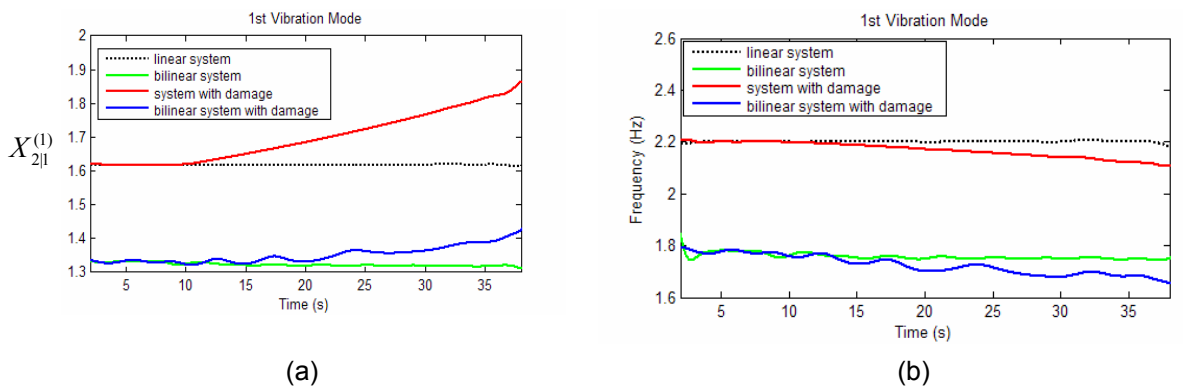 1st Vibration Mode
2
1.9
1.8
1.7
1.6
1.5
1.4
1.3
X_{2|1}^{(1)}
linear system
bilinear system
system with damage
bilinear system with damage
5 10 15 20 25 30 35
Time (s)
(a)
1st Vibration Mode
2.6
2.4
2.2
2
1.8
1.6
Frequency (Hz)
linear system
bilinear system
system with damage
bilinear system with damage
5 10 15 20 25 30 35
Time (s)
(b)